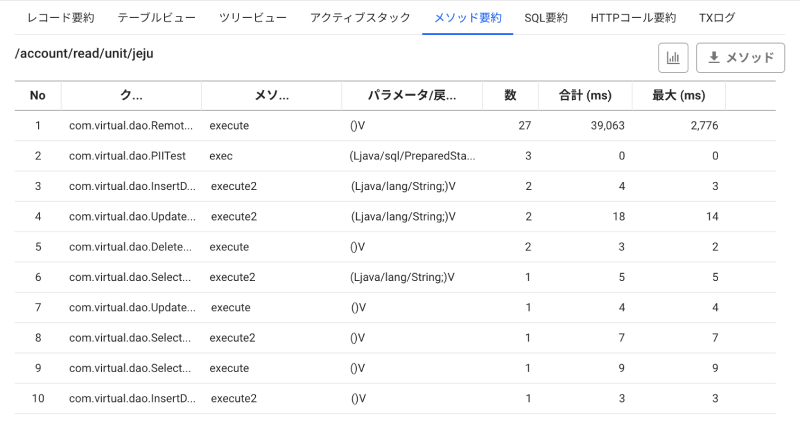 レコード要約 テーブルビュー ツリービュー アクティブスタック メソッド要約 SQL要約 HTTPコール要約 TXログ
/account/read/unit/jeju メソッド
No ク... メソ... パラメータ/戻... 数 合計 (ms) 最大 (ms)
1 com.virtual.dao.Remot... execute ()V 27 39,063 2,776
2 com.virtual.dao.PIITest exec (Ljava/sql/PreparedSta... 3 0 0
3 com.virtual.dao.InsertD... execute2 (Ljava/lang/String;)V 2 4 3
4 com.virtual.dao.Update... execute2 (Ljava/lang/String;)V 2 18 14
5 com.virtual.dao.Delete... execute ()V 2 3 2
6 com.virtual.dao.Select... execute2 (Ljava/lang/String;)V 1 5 5
7 com.virtual.dao.Update... execute ()V 1 4 4
8 com.virtual.dao.Select... execute2 ()V 1 7 7
9 com.virtual.dao.Select... execute ()V 1 9 9
10 com.virtual.dao.InsertD... execute2 ()V 1 3 3